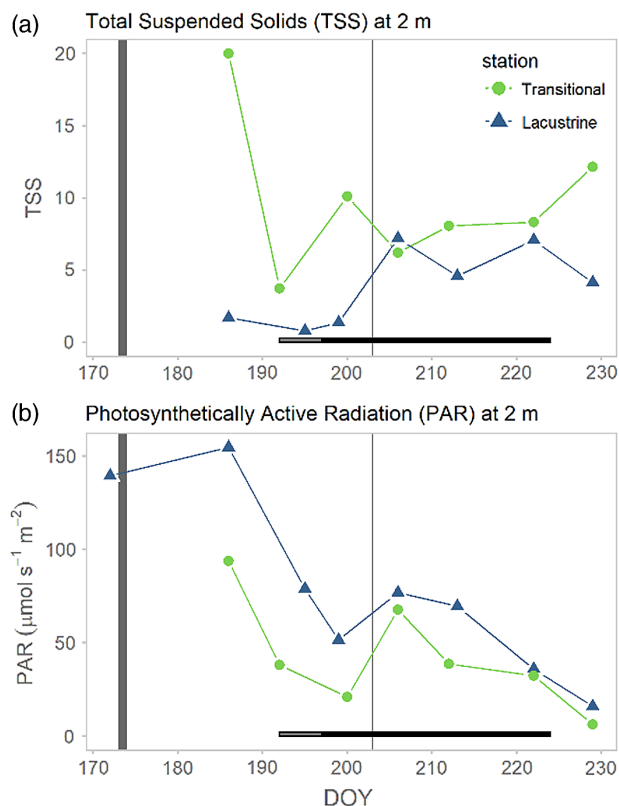 (a)
Total Suspended Solids (TSS) at 2 m
20
15
10
5
0
TSS
station
Transitional
Lacustrine
170 180 190 200 210 220 230
(b)
Photosynthetically Active Radiation (PAR) at 2 m
150
100
50
0
PAR (μmol s⁻¹ m⁻²)
170 180 190 200 210 220 230
DOY